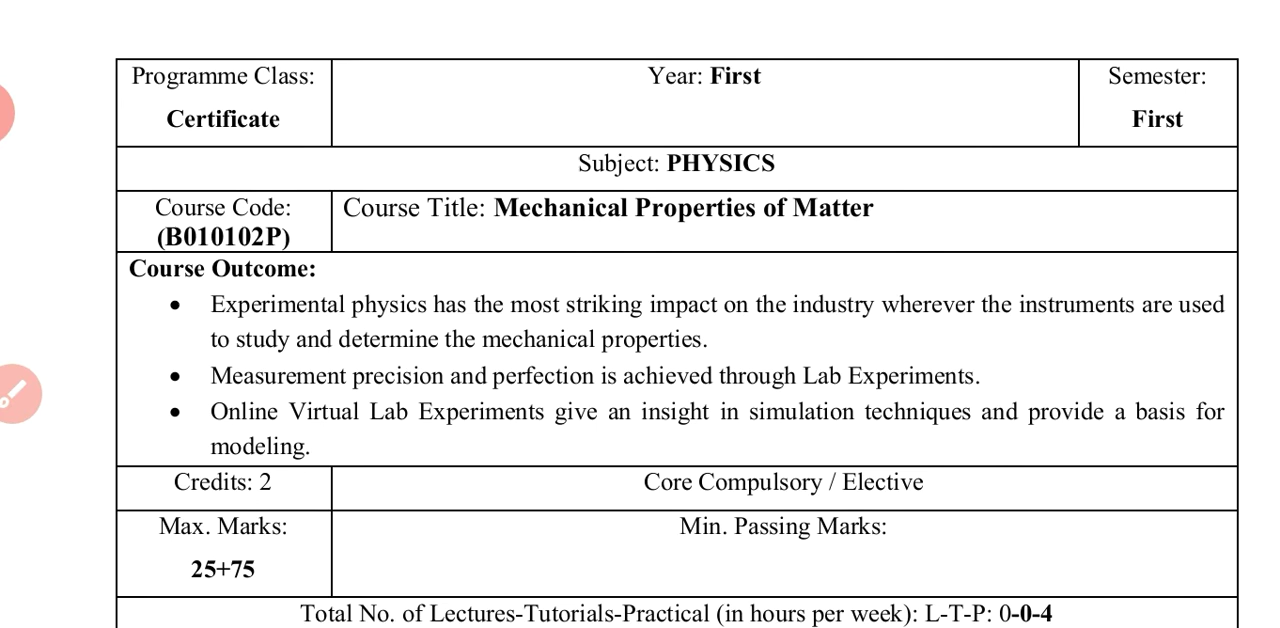 Programme Class:
Certificate
Year: First
Semester:
First
Subject: PHYSICS
Course Code:
(B010102P)
Course Title: Mechanical Properties of Matter
Course Outcome:
• Experimental physics has the most striking impact on the industry wherever the instruments are used
to study and determine the mechanical properties.
• Measurement precision and perfection is achieved through Lab Experiments.
• Online Virtual Lab Experiments give an insight in simulation techniques and provide a basis for
modeling.
Credits: 2
Core Compulsory / Elective
Max. Marks:
25+75
Min. Passing Marks:
Total No. of Lectures-Tutorials-Practical (in hours per week): L-T-P: 0-0-4